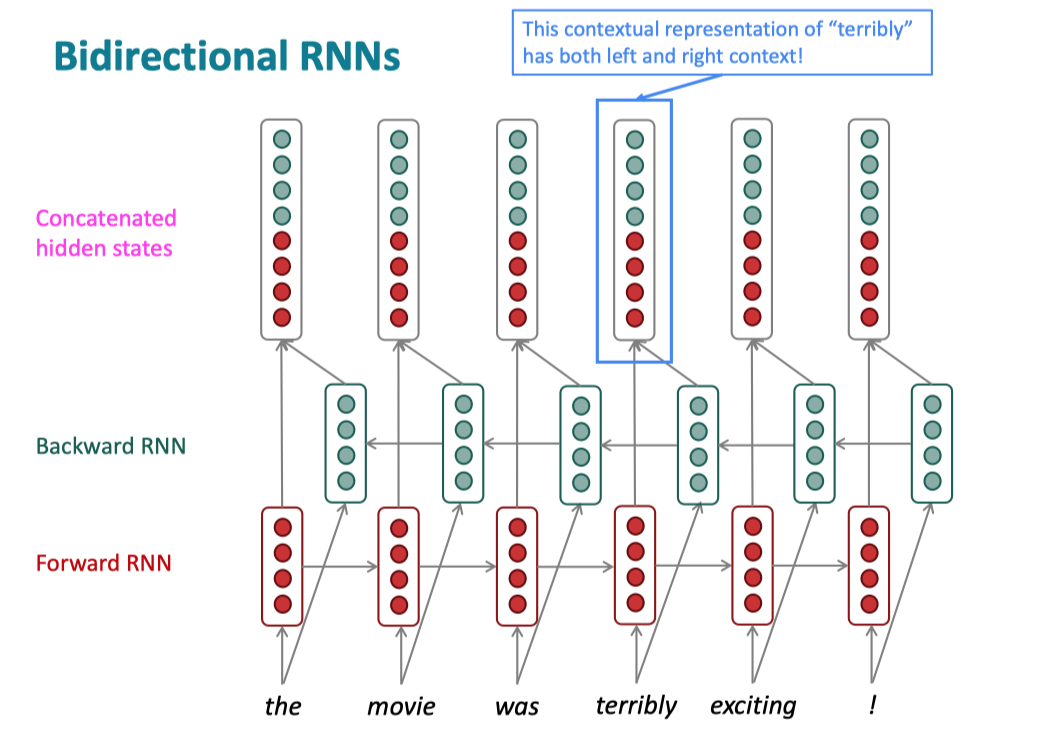 Bidirectional RNNs
This contextual representation of “terribly”
has both left and right context!
Concatenated
hidden states
Backward RNN
Forward RNN
the movie was terribly exciting !